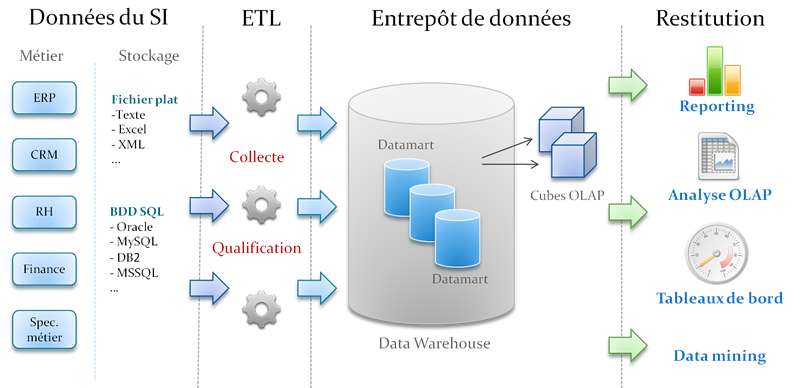 Données du SI
ETL
Entrepôt de données
Restitution
Métier
Stockage
ERP
CRM
RH
Finance
Spec.
métier
Fichier plat
-Texte
- Excel
- XML
...
BDD SQL
- Oracle
- MySQL
- DB2
- MSSQL
...
Collecte
Qualification
Datamart
Datamart
Data Warehouse
Cubes OLAP
Reporting
Analyse OLAP
Tableaux de bord
Data mining